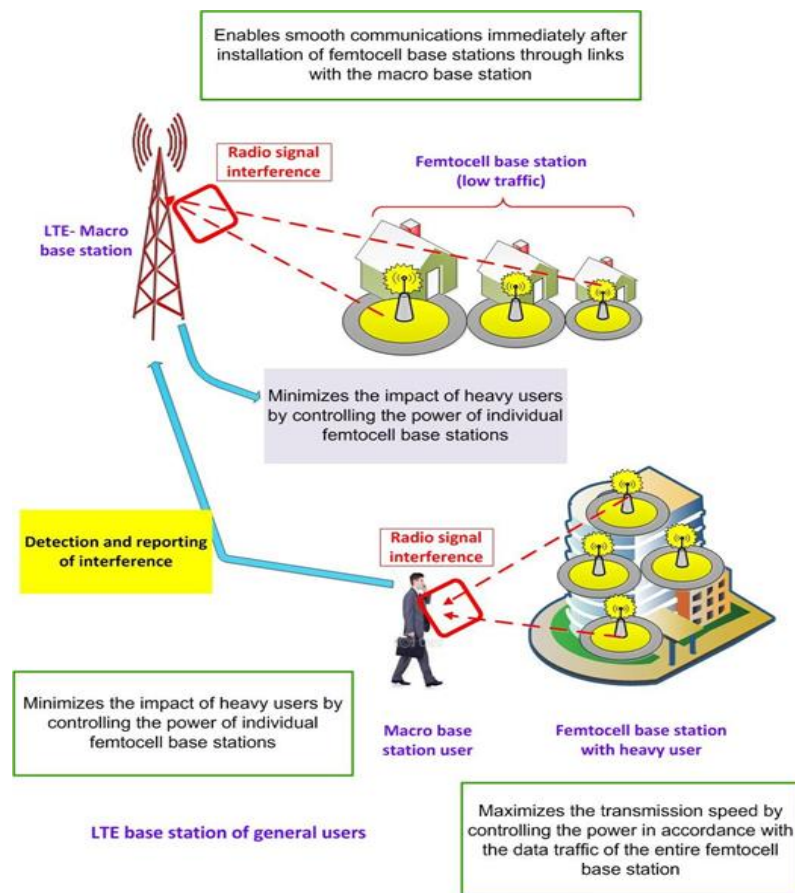 Enables smooth communications immediately after
installation of femtocell base stations through links
with the macro base station
Radio signal
interference
Femtocell base station
(low traffic)
LTE- Macro
base station
Minimizes the impact of heavy users
by controlling the power of individual
femtocell base stations
Detection and reporting
of interference
Radio signal
interference
Minimizes the impact of heavy users by
controlling the power of individual
femtocell base stations
Macro base
station user
Femtocell base station
with heavy user
LTE base station of general users
Maximizes the transmission speed by
controlling the power in accordance with
the data traffic of the entire femtocell
base station